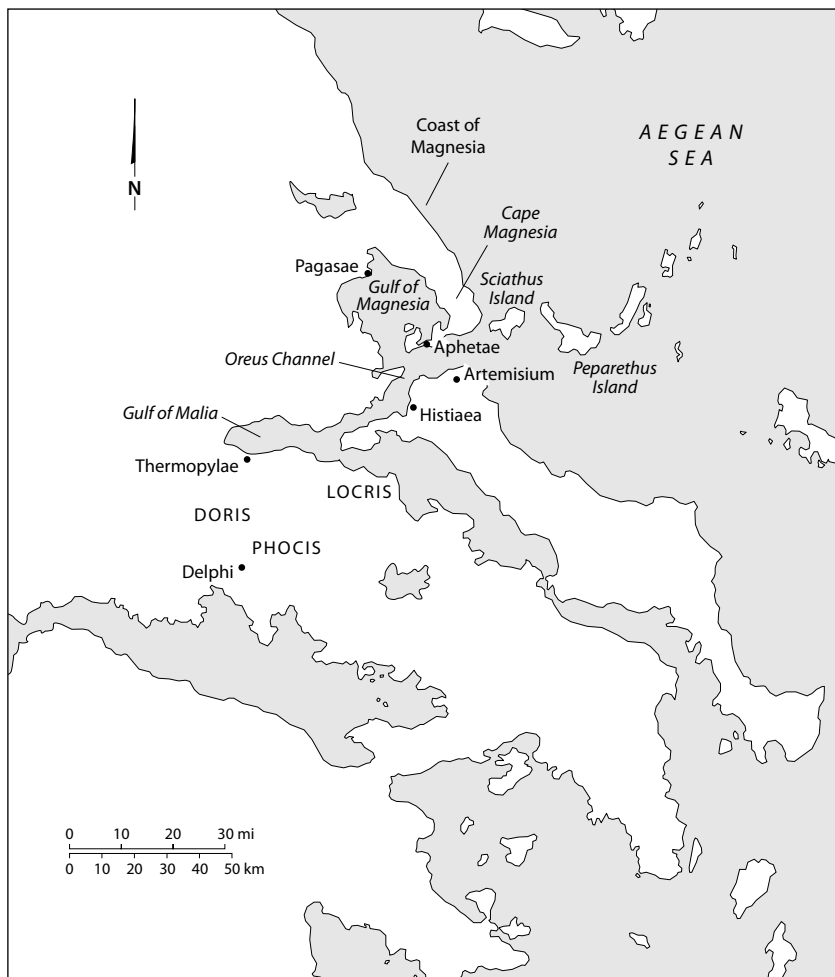 Coast of
Magnesia
AEGEAN
SEA
N
Cape
Magnesia
Pagasae
Gulf of
Magnesia
Sciathus
Island
Aphetae
Oreus Channel
Artemisium
Peparethus
Island
Gulf of Malia
Histiaea
Thermopylae
LOCRIS
DORIS
PHOCIS
Delphi
0 10 20 30 mi
0 10 20 30 40 50 km